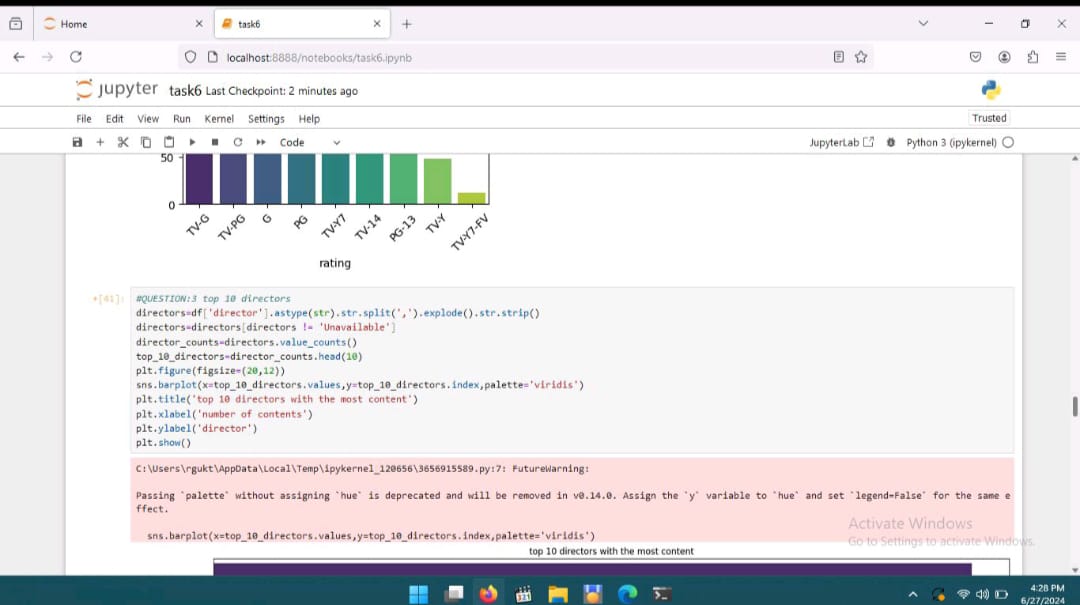 Home
task6
localhost:8888/notebooks/task6.ipynb
jupyter task6 Last Checkpoint: 2 minutes ago
File Edit View Run Kernel Settings Help
Trusted
Code
JupyterLab
Python 3 (ipykernel)
50
0
TV-G TV-PG G PG TV-Y7 TV-14 PG-13 TV-Y TV-Y7-FV
rating
[41]:
#QUESTION:3 top 10 directors
directors=df['director'].astype(str).str.split(',').explode().str.strip()
directors=directors[directors != 'Unavailable']
director_counts=directors.value_counts()
top_10_directors=director_counts.head(10)
plt.figure(figsize=(20,12))
sns.barplot(x=top_10_directors.values,y=top_10_directors.index,palette='viridis')
plt.title('top 10 directors with the most content')
plt.xlabel('number of contents')
plt.ylabel('director')
plt.show()
C:\Users\rgukt\AppData\Local\Temp\ipykernel_120656\3656915589.py:7: FutureWarning:
Passing `palette` without assigning `hue` is deprecated and will be removed in v0.14.0. Assign the `y` variable to `hue` and set `legend=False` for the same e
ffect.
sns.barplot(x=top_10_directors.values,y=top_10_directors.index,palette='viridis')
top 10 directors with the most content
Activate Windows
Go to Settings to activate Windows.
4:28 PM
6/27/2024